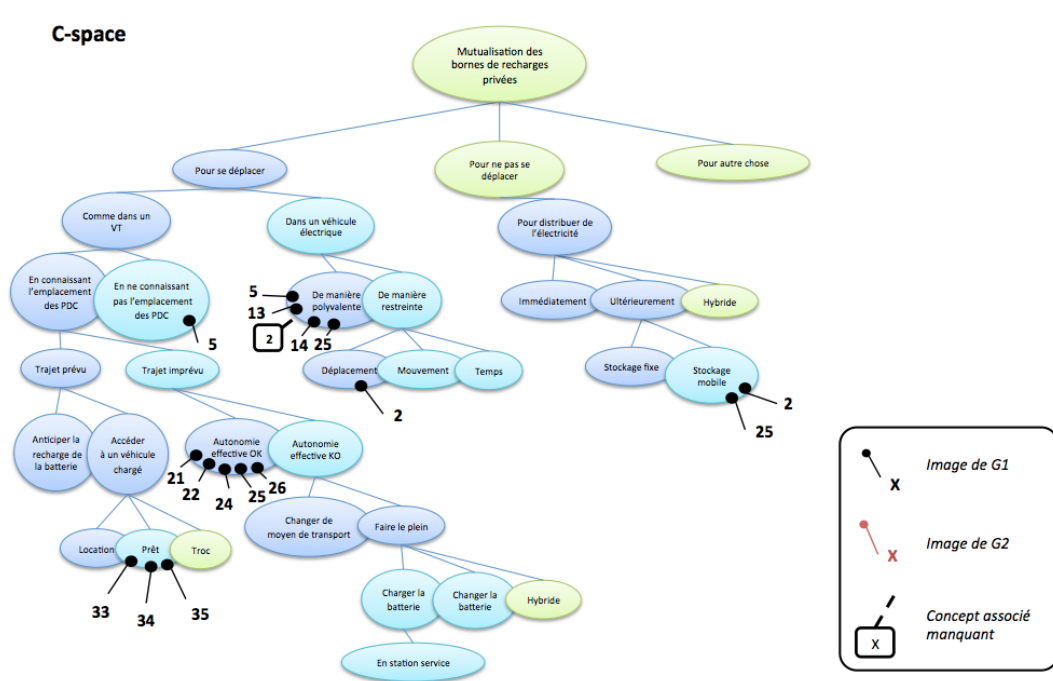 C-space
Mutualisation des
bornes de recharges
privées
Pour se déplacer
Pour ne pas se
déplacer
Pour autre chose
Comme dans un
VT
Dans un véhicule
électrique
Pour distribuer de
l'électricité
En connaissant
l'emplacement
des PDC
En ne connaissant
pas l'emplacement
des PDC
5
5
13
2
14
25
De manière
polyvalente
De manière
restreinte
Immédiatement
Ultérieurement
Hybride
Trajet prévu
Trajet imprévu
Déplacement
Mouvement
Temps
2
Stockage fixe
Stockage
mobile
2
25
Anticiper la
recharge de
la batterie
Accéder
à un véhicule
chargé
Autonomie
effective OK
Autonomie
effective KO
21
22
24
25
26
Location
Prêt
Troc
33
34
35
Changer de
moyen de transport
Faire le plein
Charger la
batterie
Changer la
batterie
Hybride
En station service
X
Image de G1
X
Image de G2
X
Concept associé
manquant